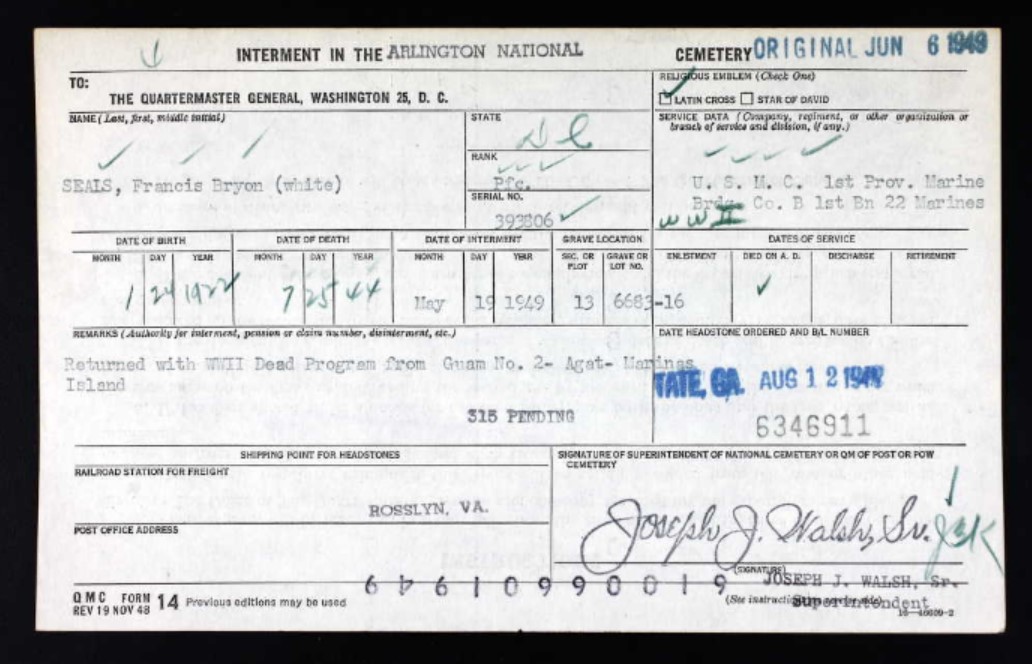 INTERMENT IN THE ARLINGTON NATIONAL CEMETERY ORIGINAL JUN 6 1949
TO:
THE QUARTERMASTER GENERAL, WASHINGTON 25, D. C.
RELIGIOUS EMBLEM (Check One)
LATIN CROSS STAR OF DAVID
NAME (Last, first, middle initial)
SEALS, Francis Bryon (white)
STATE
RANK
Pfc.
SERIAL NO.
393806
SERVICE DATA (Company, regiment, or other organization or
branch of service and division, if any.)
U. S. M. C. 1st Prov. Marine
Brdg. Co. B 1st Bn 22 Marines
WW II
DATE OF BIRTH DATE OF DEATH DATE OF INTERMENT GRAVE LOCATION DATES OF SERVICE
MONTH DAY YEAR MONTH DAY YEAR MONTH DAY YEAR SEC. OR PLOT GRAVE OR LOT NO. ENLISTMENT DIED ON A. D. DISCHARGE RETIREMENT
1 24 1922 7 25 44 May 19 1949 13 6683-16
REMARKS (Authority for interment, pension or claim number, disinterment, etc.)
Returned with WWII Dead Program from Guam No. 2- Agat- Marinas
Island
315 PENDING
DATE HEADSTONE ORDERED AND B/L NUMBER
TATE, GA. AUG 12 1949
6346911
SHIPPING POINT FOR HEADSTONES
RAILROAD STATION FOR FREIGHT
ROSSLYN, VA.
POST OFFICE ADDRESS
SIGNATURE OF SUPERINTENDENT OF NATIONAL CEMETERY OR QM OF POST OR POW
CEMETERY
Joseph J. Walsh, Sr.
(SIGNATURE)
JOSEPH J. WALSH, Sr.
Superintendent
QMC FORM 14 Previous editions may be used
REV 19 NOV 48
16—46609-2